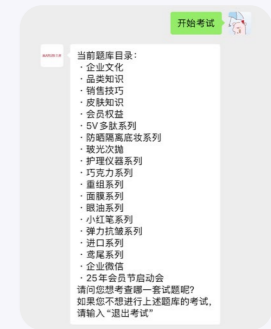 开始考试
当前题库目录：
· 企业文化
· 品类知识
· 销售技巧
· 皮肤知识
· 会员权益
· 5V多肽系列
· 防晒隔离底妆系列
· 玻光次抛
· 护理仪器系列
· 巧克力系列
· 重组系列
· 面膜系列
· 眼油系列
· 小红笔系列
· 弹力抗皱系列
· 进口系列
· 鸢尾系列
· 企业微信
· 25年会员节启动会
请问您想考查哪一套试题呢？
如果您不想进行上述题库的考试，
请输入“退出考试”